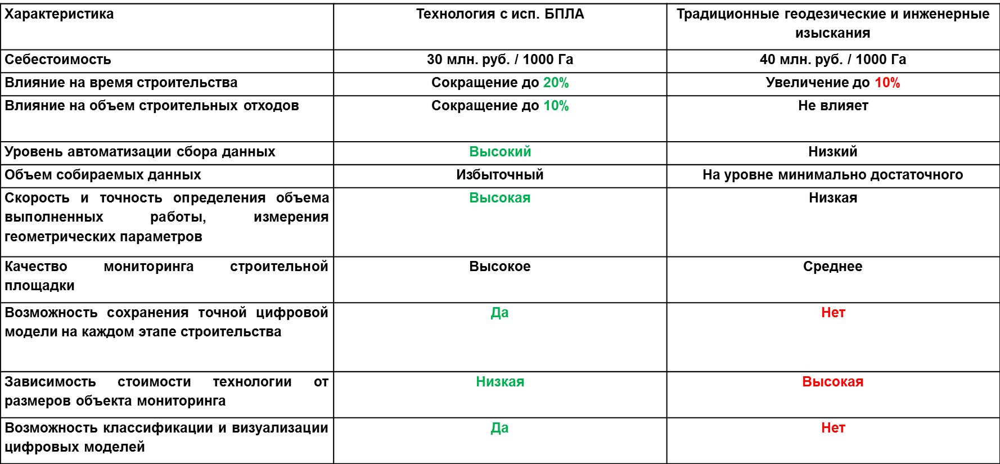 Характеристика
Технология с исп. БПЛА
Традиционные геодезические и инженерные
изыскания
Себестоимость
30 млн. руб. / 1000 Га
40 млн. руб. / 1000 Га
Влияние на время строительства
Сокращение до 20%
Увеличение до 10%
Влияние на объем строительных отходов
Сокращение до 10%
Не влияет
Уровень автоматизации сбора данных
Высокий
Низкий
Объем собираемых данных
Избыточный
На уровне минимально достаточного
Скорость и точность определения объема
выполненных работы, измерения
геометрических параметров
Высокая
Низкая
Качество мониторинга строительной
площадки
Высокое
Среднее
Возможность сохранения точной цифровой
модели на каждом этапе строительства
Да
Нет
Зависимость стоимости технологии от
размеров объекта мониторинга
Низкая
Высокая
Возможность классификации и визуализации
цифровых моделей
Да
Нет